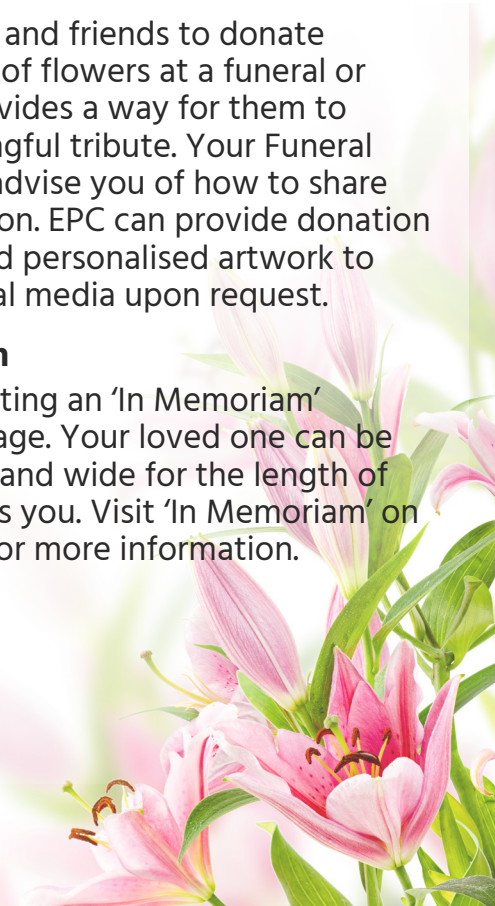 and friends to donate
of flowers at a funeral or
vides a way for them to
gful tribute. Your Funeral
advise you of how to share
on. EPC can provide donation
d personalised artwork to
al media upon request.
n
ting an ‘In Memoriam’
age. Your loved one can be
and wide for the length of
s you. Visit ‘In Memoriam’ on
or more information.